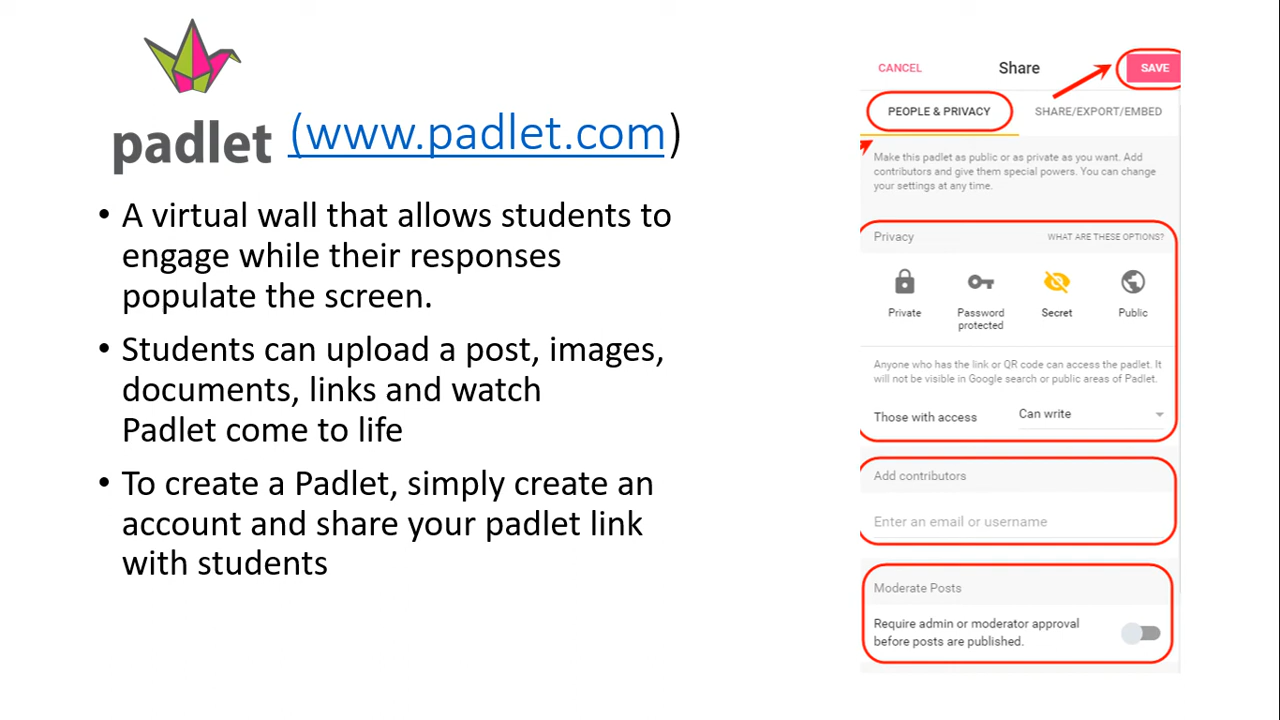 padlet (www.padlet.com)
• A virtual wall that allows students to
engage while their responses
populate the screen.
• Students can upload a post, images,
documents, links and watch
Padlet come to life
• To create a Padlet, simply create an
account and share your padlet link
with students
CANCEL Share SAVE
PEOPLE & PRIVACY SHARE/EXPORT/EMBED
Make this padlet as public or as private as you want. Add
contributors and give them special powers. You can change
your settings at any time.
Privacy WHAT ARE THESE OPTIONS?
Private Password Secret Public
protected
Anyone who has the link or QR code can access the padlet. It
will not be visible in Google search or public areas of Padlet.
Those with access Can write
Add contributors
Enter an email or username
Moderate Posts
Require admin or moderator approval
before posts are published.